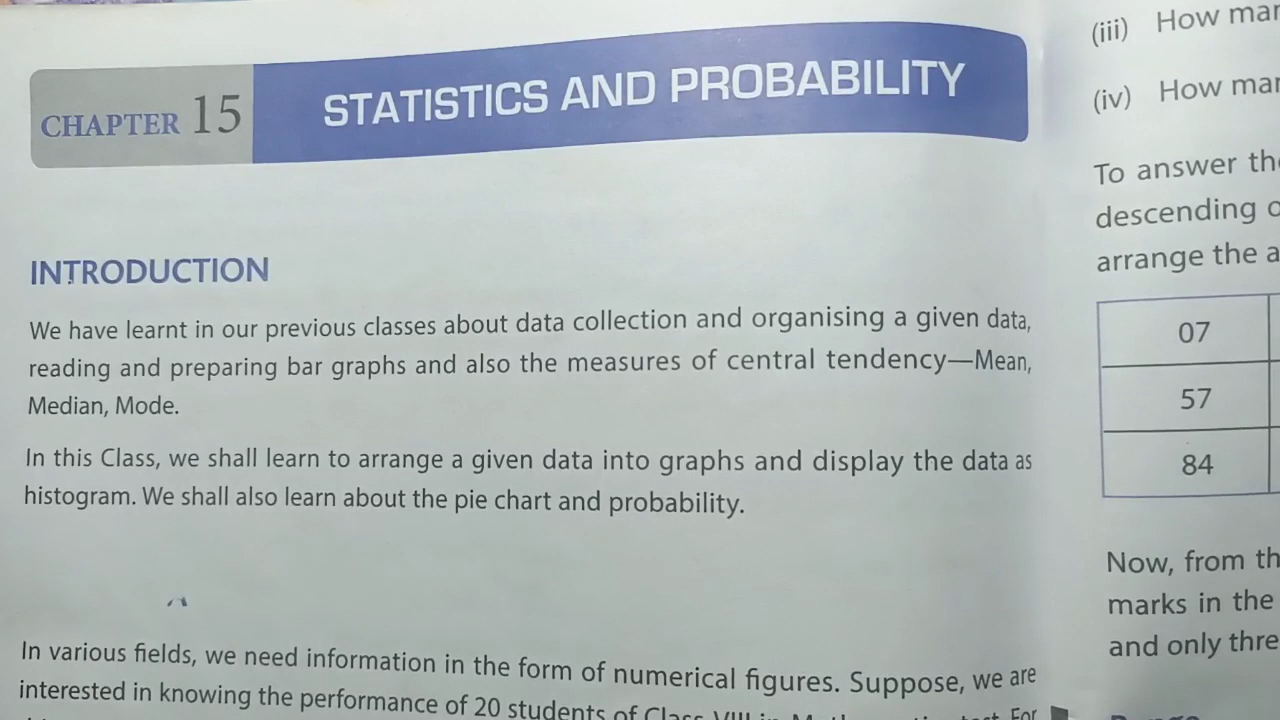 CHAPTER 15 STATISTICS AND PROBABILITY
INTRODUCTION
We have learnt in our previous classes about data collection and organising a given data,
reading and preparing bar graphs and also the measures of central tendency—Mean,
Median, Mode.
In this Class, we shall learn to arrange a given data into graphs and display the data as
histogram. We shall also learn about the pie chart and probability.
In various fields, we need information in the form of numerical figures. Suppose, we are
interested in knowing the performance of 20 students of Class VIII in
For
(iii) How
(iv) How
To answer
descending
arrange the
07
57
84
Now, from
marks in the
and only